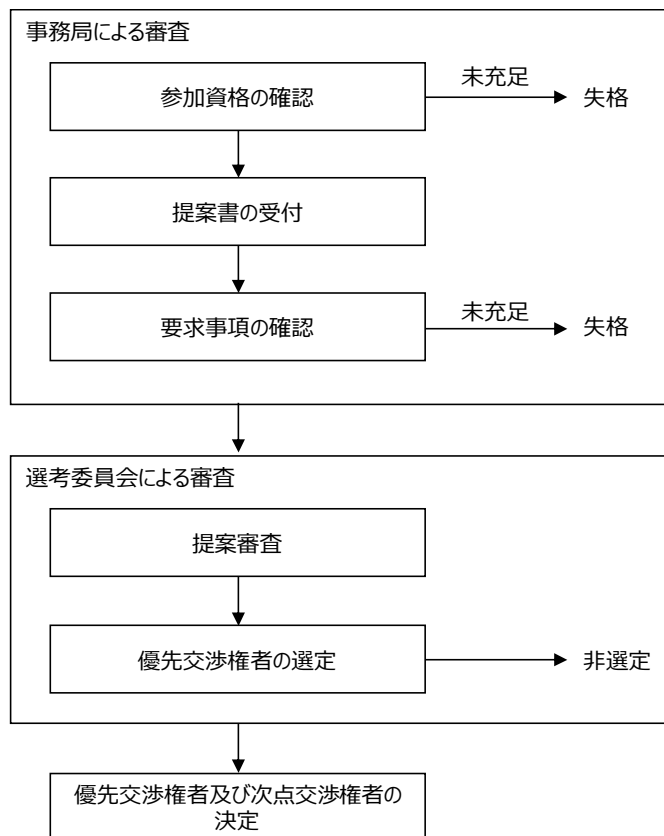 事務局による審査
参加資格の確認
未充足
失格
提案書の受付
要求事項の確認
未充足
失格
選考委員会による審査
提案審査
優先交渉権者の選定
非選定
優先交渉権者及び次点交渉権者の
決定